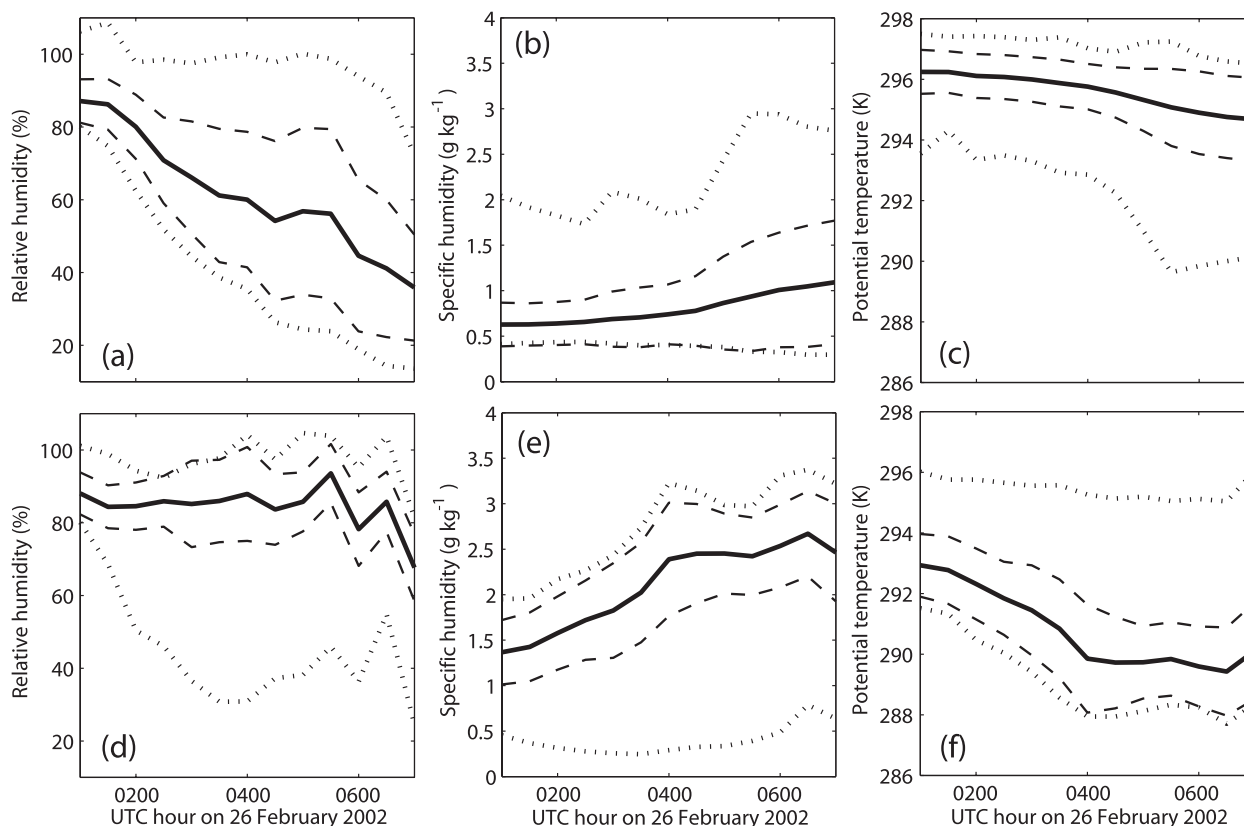 Relative humidity (%)
100
80
60
40
20
(a)
Specific humidity (g kg⁻¹)
4
3.5
3
2.5
2
1.5
1
0.5
0
(b)
Potential temperature (K)
298
296
294
292
290
288
286
(c)
Relative humidity (%)
100
80
60
40
20
(d)
0200 0400 0600
UTC hour on 26 February 2002
Specific humidity (g kg⁻¹)
4
3.5
3
2.5
2
1.5
1
0.5
0
(e)
0200 0400 0600
UTC hour on 26 February 2002
Potential temperature (K)
298
296
294
292
290
288
286
(f)
0200 0400 0600
UTC hour on 26 February 2002